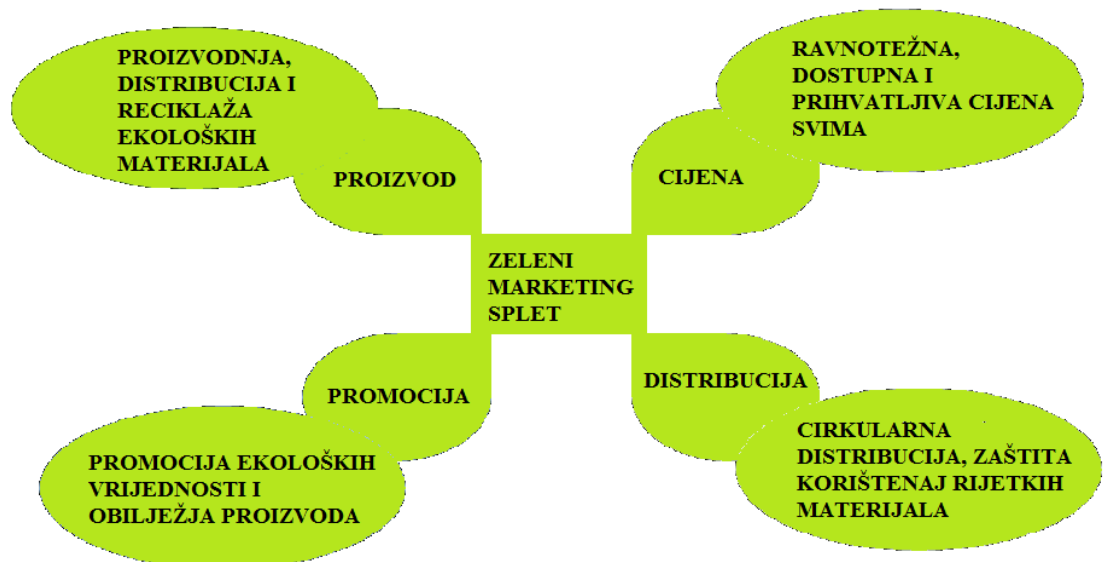 PROIZVODNJA,
DISTRIBUCIJA I
RECIKLAŽA
EKOLOŠKIH
MATERIJALA
PROIZVOD
RAVNOTEŽNA,
DOSTUPNA I
PRIHVATLJIVA CIJENA
SVIMA
CIJENA
ZELENI
MARKETING
SPLET
PROMOCIJA
PROMOCIJA EKOLOŠKIH
VRIJEDNOSTI I
OBILJEŽJA PROIZVODA
DISTRIBUCIJA
CIRKULARNA
DISTRIBUCIJA, ZAŠTITA
KORIŠTENAJ RIJETKIH
MATERIJALA